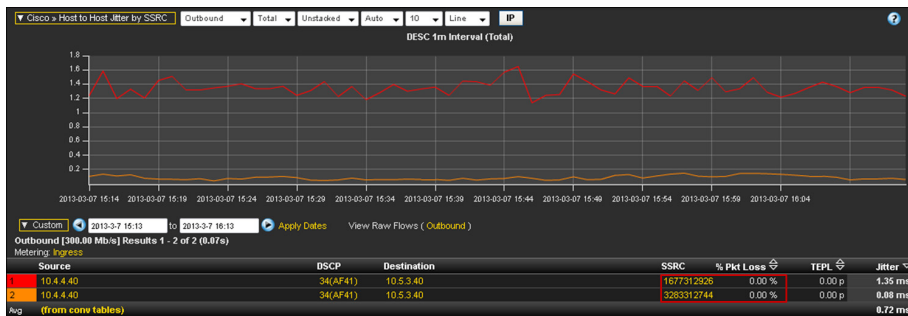 ▼ Cisco » Host to Host Jitter by SSRC Outbound Total Unstacked Auto 10 Line IP ?
DESC 1m Interval (Total)
1.8
1.6
1.4
1.2
1
0.8
0.6
0.4
0.2
2013-03-07 15:14 2013-03-07 15:19 2013-03-07 15:24 2013-03-07 15:29 2013-03-07 15:34 2013-03-07 15:39 2013-03-07 15:44 2013-03-07 15:49 2013-03-07 15:54 2013-03-07 15:59 2013-03-07 16:04
▼ Custom 2013-3-7 15:13 to 2013-3-7 16:13 Apply Dates View Raw Flows ( Outbound )
Outbound [300.00 Mb/s] Results 1 - 2 of 2 (0.07s)
Metering: Ingress
Source DSCP Destination SSRC % Pkt Loss TEPL Jitter
1 10.4.4.40 34(AF41) 10.5.3.40 1677312926 0.00 % 0.00 p 1.35 ms
2 10.4.4.40 34(AF41) 10.5.3.40 3283312744 0.00 % 0.00 p 0.08 ms
Avg (from conv tables) 0.72 ms